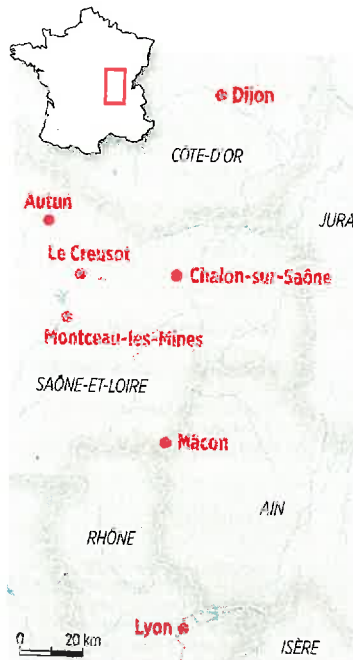 Dijon
CÔTE-D'OR
Autun
JURA
Le Creusot
Chalon-sur-Saône
Montceau-les-Mines
SAÔNE-ET-LOIRE
Mâcon
AIN
RHÔNE
Lyon
0 20 km
ISÈRE